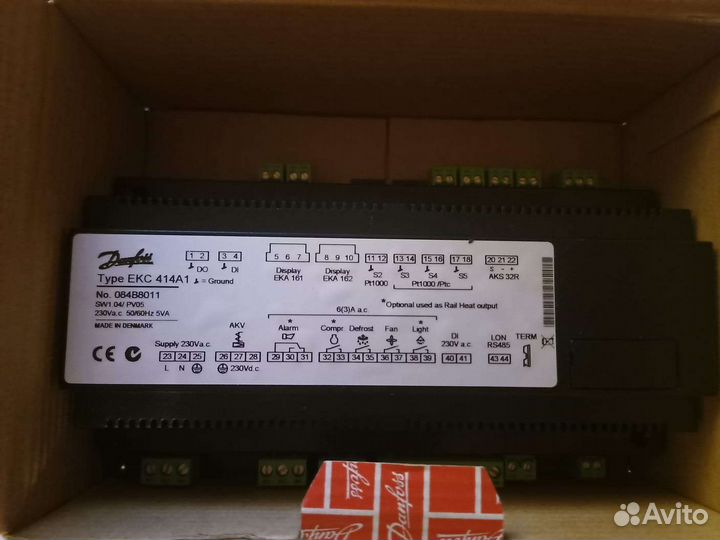 Danfoss
Type EKC 414A1
No. 084B8011
SW1.04/ PV05
230Va.c. 50/60Hz 5VA
MADE IN DENMARK
1 2
DO
3 4
DI
= Ground
5 6 7
Display
EKA 161
8 9 10
Display
EKA 162
11 12 13 14 15 16 17 18
S2 S3 S4 S5
Pt1000
Pt1000 /Ptc
20 21 22
S - +
AKS 32R
*Optional used as Rail Heat output
6(3)A a.c.
CE
Supply 230Va.c.
23 24 25
L N
AKV
26 27 28
230Vd.c.
* Alarm
29 30 31
* Compr.
32 33
Defrost
34 35
Fan
36 37
* Light
38 39
DI
230V a.c.
40 41
LON
RS485
43 44
TERM
Danfoss
Avito